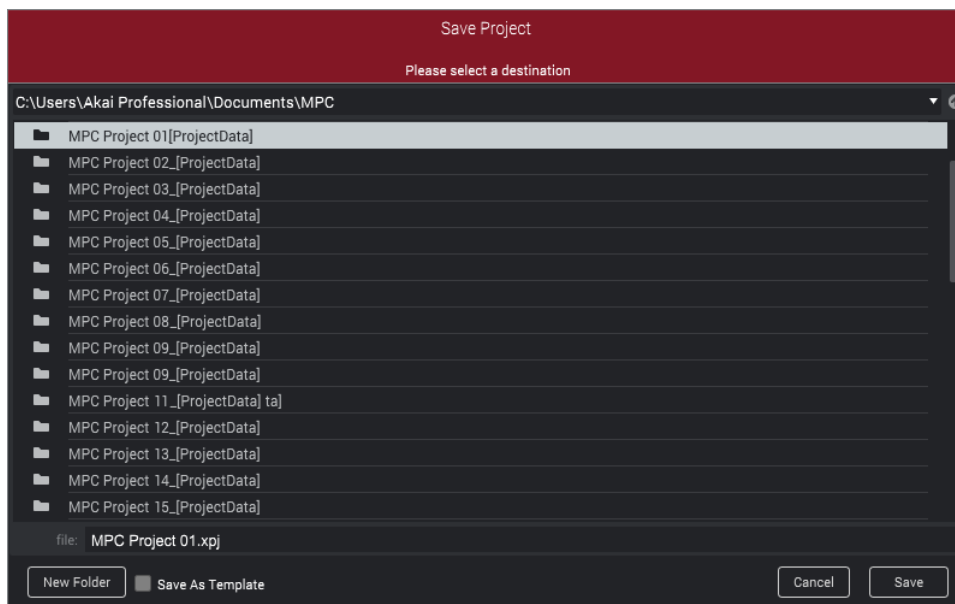 Save Project
Please select a destination
C:\Users\Akai Professional\Documents\MPC
MPC Project 01[ProjectData]
MPC Project 02_[ProjectData]
MPC Project 03_[ProjectData]
MPC Project 04_[ProjectData]
MPC Project 05_[ProjectData]
MPC Project 06_[ProjectData]
MPC Project 07_[ProjectData]
MPC Project 08_[ProjectData]
MPC Project 09_[ProjectData]
MPC Project 09_[ProjectData]
MPC Project 11_[ProjectData] ta]
MPC Project 12_[ProjectData]
MPC Project 13_[ProjectData]
MPC Project 14_[ProjectData]
MPC Project 15_[ProjectData]
file: MPC Project 01.xpj
New Folder Save As Template Cancel Save